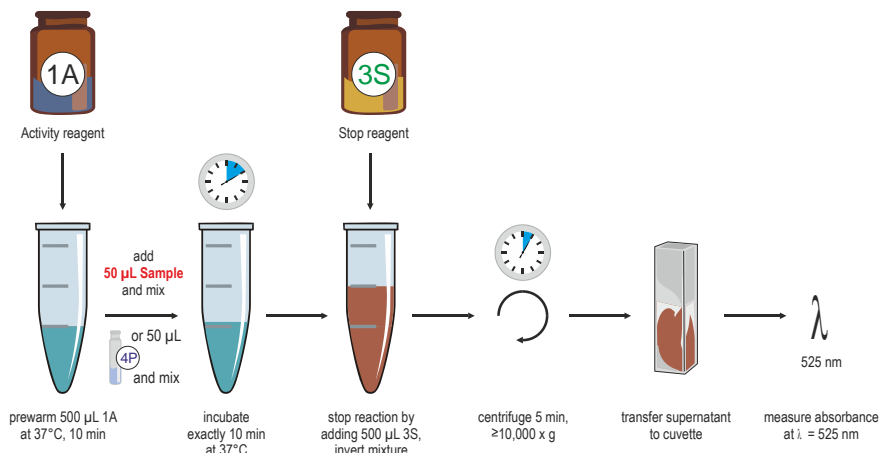 1A
Activity reagent
3S
Stop reagent
add
50 µL Sample
and mix
or 50 µL
4P
and mix
λ
525 nm
prewarm 500 µL 1A
at 37°C, 10 min
incubate
exactly 10 min
at 37°C
stop reaction by
adding 500 µL 3S,
invert mixture
centrifuge 5 min,
≥10,000 x g
transfer supernatant
to cuvette
measure absorbance
at λ = 525 nm